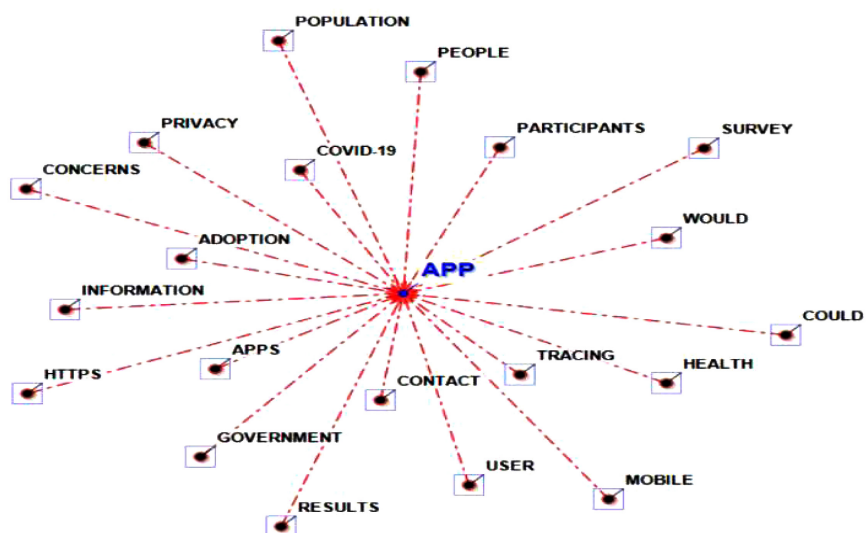 POPULATION
PEOPLE
PRIVACY
COVID-19
PARTICIPANTS
SURVEY
CONCERNS
WOULD
ADOPTION
APP
INFORMATION
COULD
APPS
TRACING
HEALTH
HTTPS
CONTACT
GOVERNMENT
USER
MOBILE
RESULTS